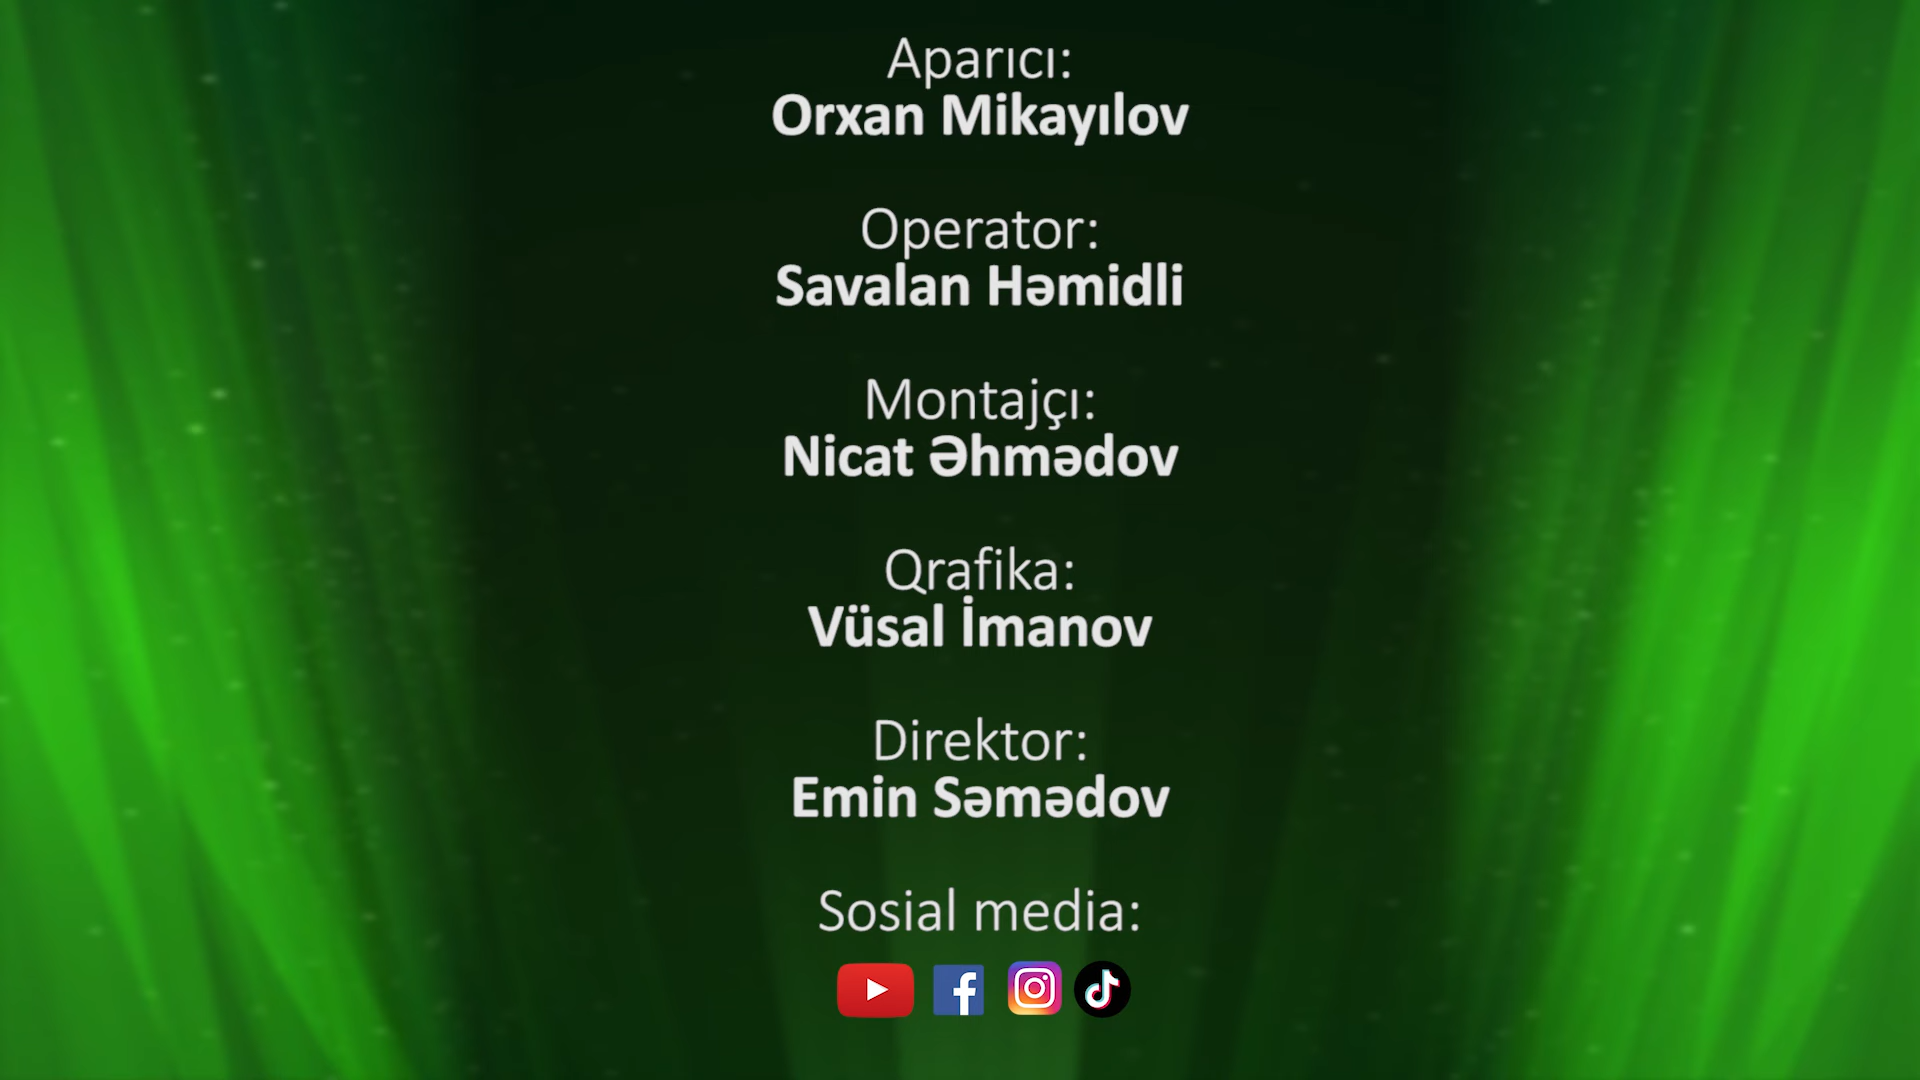 Aparıcı:
Orxan Mikayılov
Operator:
Savalan Həmidli
Montajçı:
Nicat Əhmədov
Qrafika:
Vüsal İmanov
Direktor:
Emin Səmədov
Sosial media: